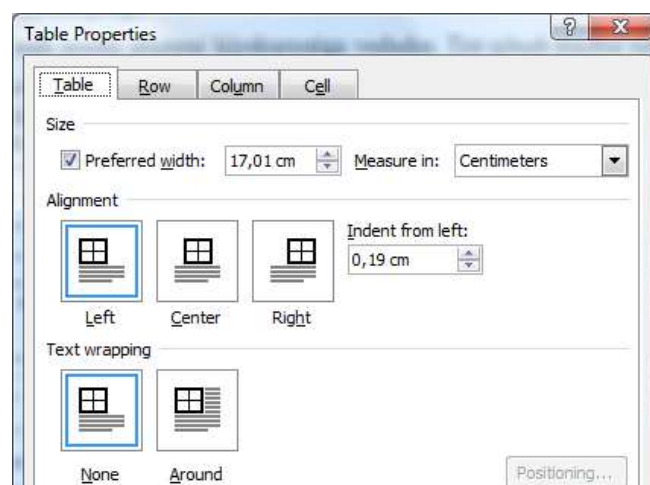 Table Properties
Table Row Column Cell
Size
Preferred width: 17,01 cm Measure in: Centimeters
Alignment
Indent from left:
0,19 cm
Left Center Right
Text wrapping
None Around Positioning...